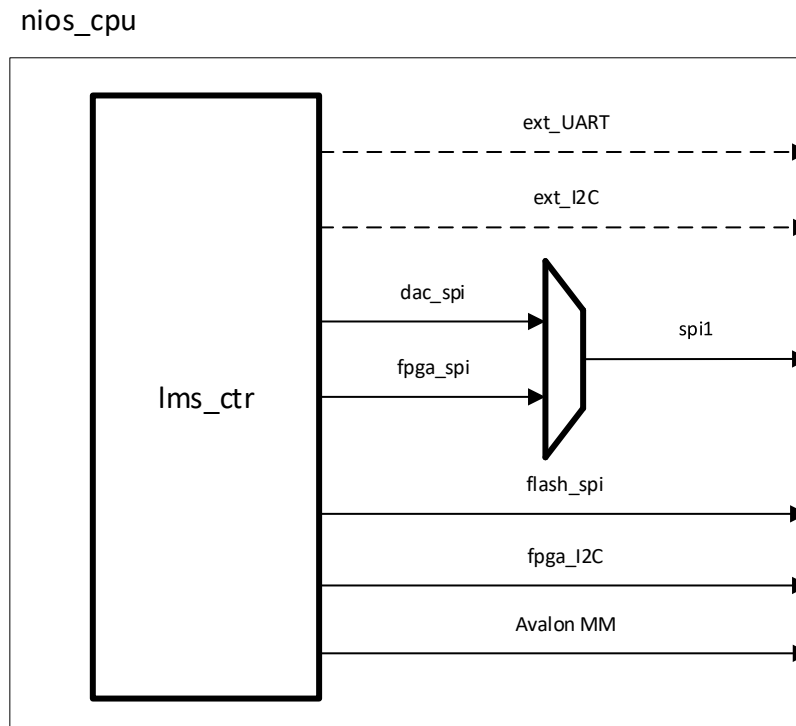 nios_cpu
ext_UART
ext_I2C
dac_spi
fpga_spi
spi1
lms_ctr
flash_spi
fpga_I2C
Avalon MM